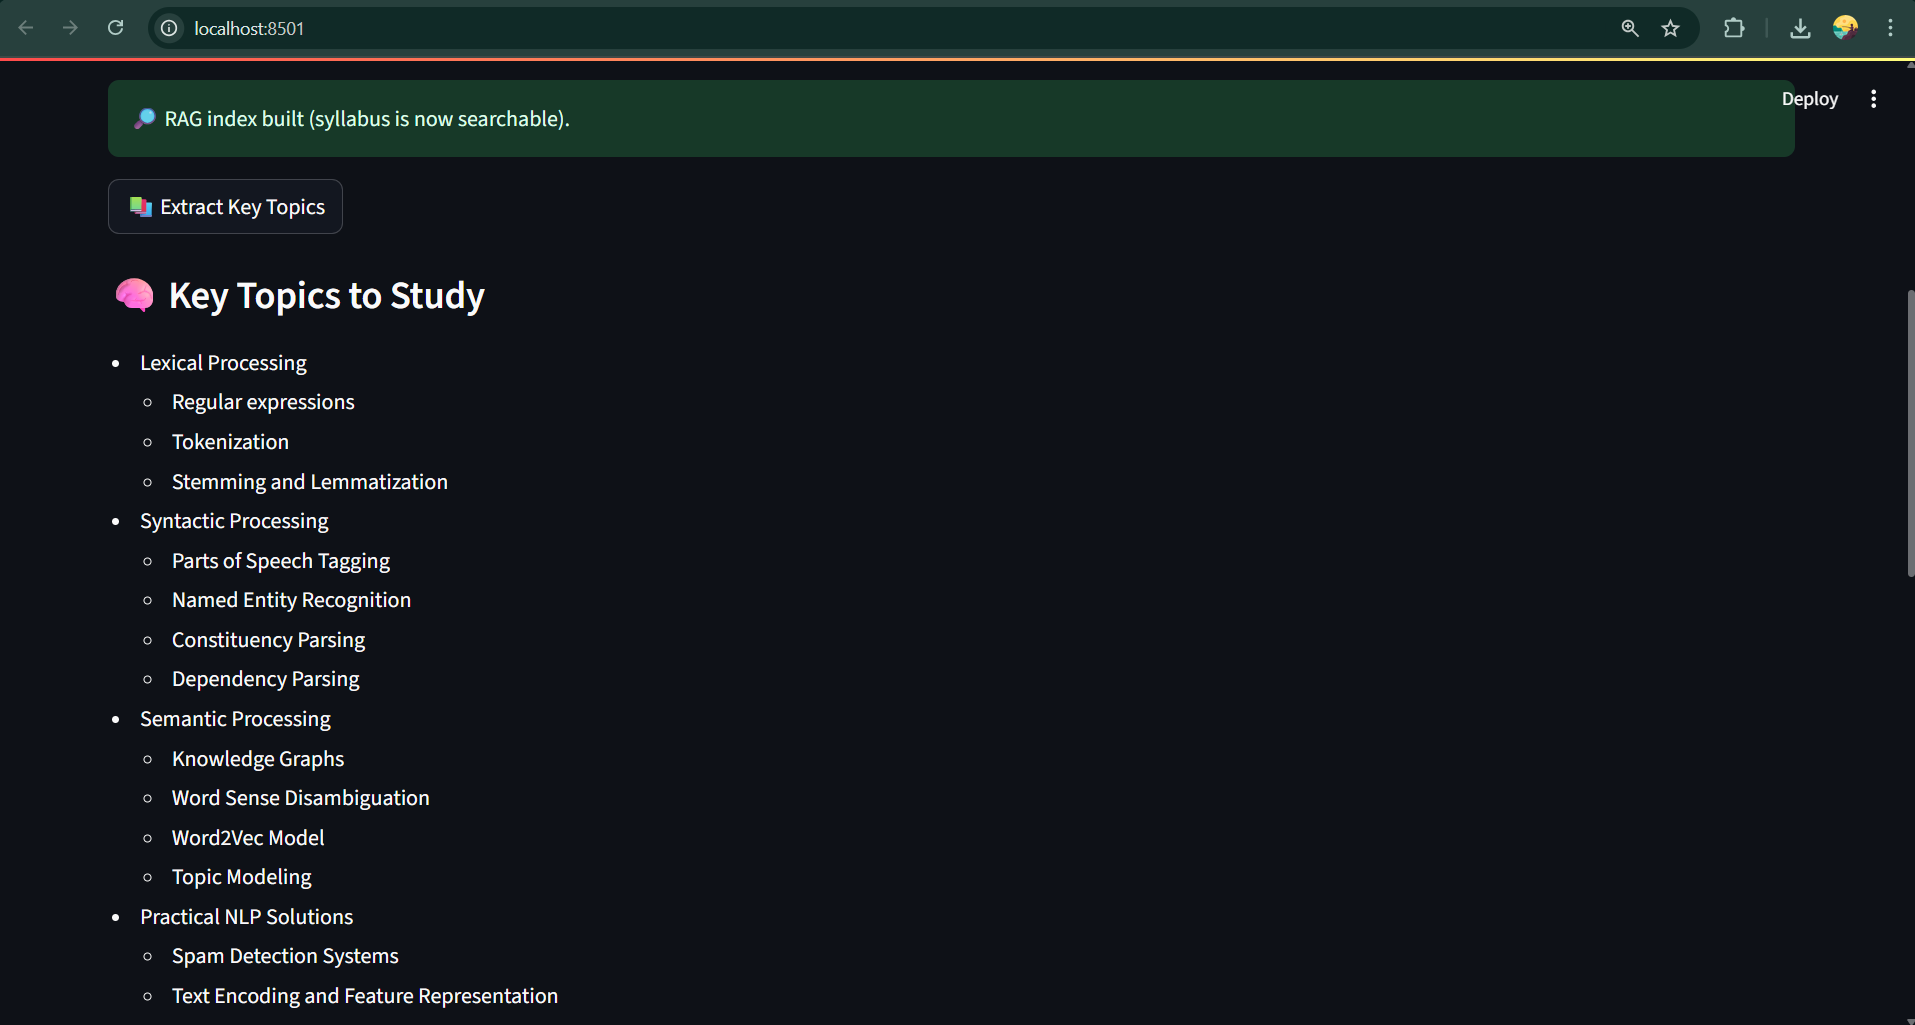 localhost:8501
Deploy
RAG index built (syllabus is now searchable).
Extract Key Topics
Key Topics to Study
Lexical Processing
Regular expressions
Tokenization
Stemming and Lemmatization
Syntactic Processing
Parts of Speech Tagging
Named Entity Recognition
Constituency Parsing
Dependency Parsing
Semantic Processing
Knowledge Graphs
Word Sense Disambiguation
Word2Vec Model
Topic Modeling
Practical NLP Solutions
Spam Detection Systems
Text Encoding and Feature Representation